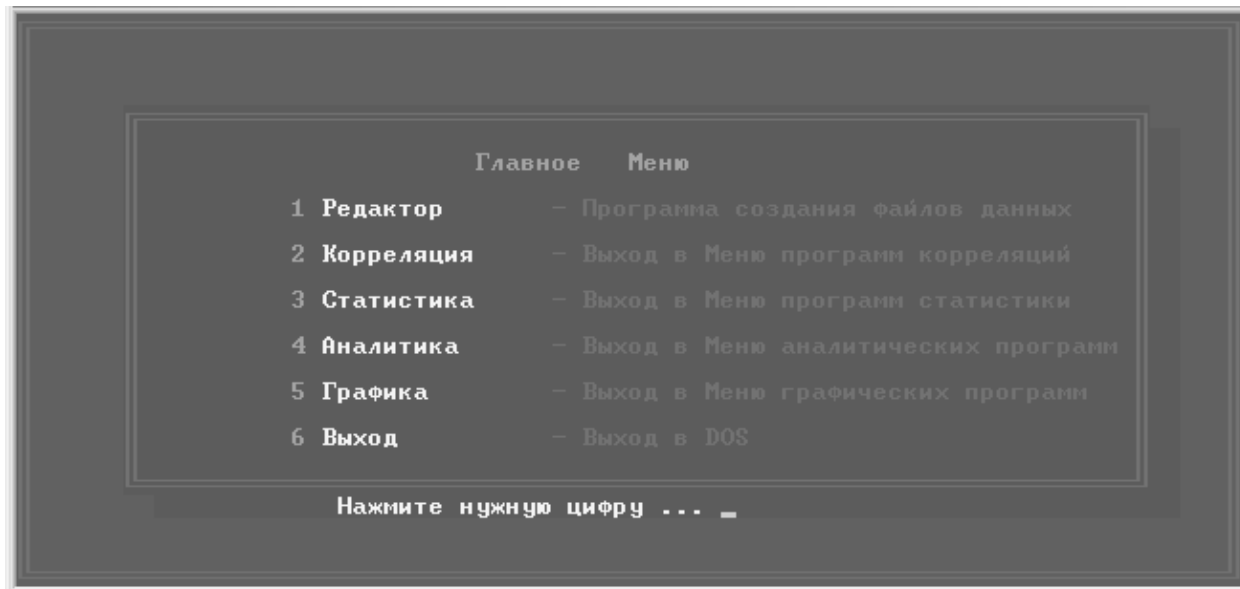 Главное Меню
1 Редактор – Программа создания файлов данных
2 Корреляция – Выход в Меню программ корреляций
3 Статистика – Выход в Меню программ статистики
4 Аналитика – Выход в Меню аналитических программ
5 Графика – Выход в Меню графических программ
6 Выход – Выход в DOS
Нажмите нужную цифру ... _